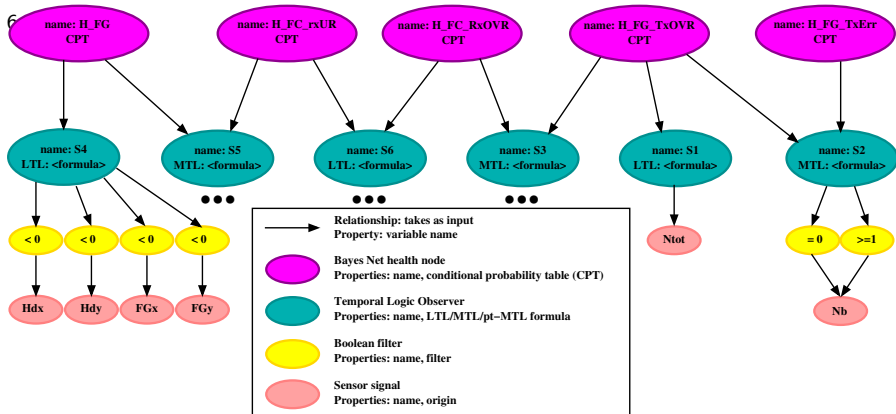 6
name: H_FG
CPT
name: H_FC_rxUR
CPT
name: H_FC_RxOVR
CPT
name: H_FG_TxOVR
CPT
name: H_FG_TxErr
CPT
name: S4
LTL: <formula>
name: S5
MTL: <formula>
name: S6
LTL: <formula>
name: S3
MTL: <formula>
name: S1
LTL: <formula>
name: S2
MTL: <formula>
< 0
< 0
< 0
< 0
Ntot
= 0
>=1
Hdx
Hdy
FGx
FGy
Nb
Relationship: takes as input
Property: variable name
Bayes Net health node
Properties: name, conditional probability table (CPT)
Temporal Logic Observer
Properties: name, LTL/MTL/pt−MTL formula
Boolean filter
Properties: name, filter
Sensor signal
Properties: name, origin